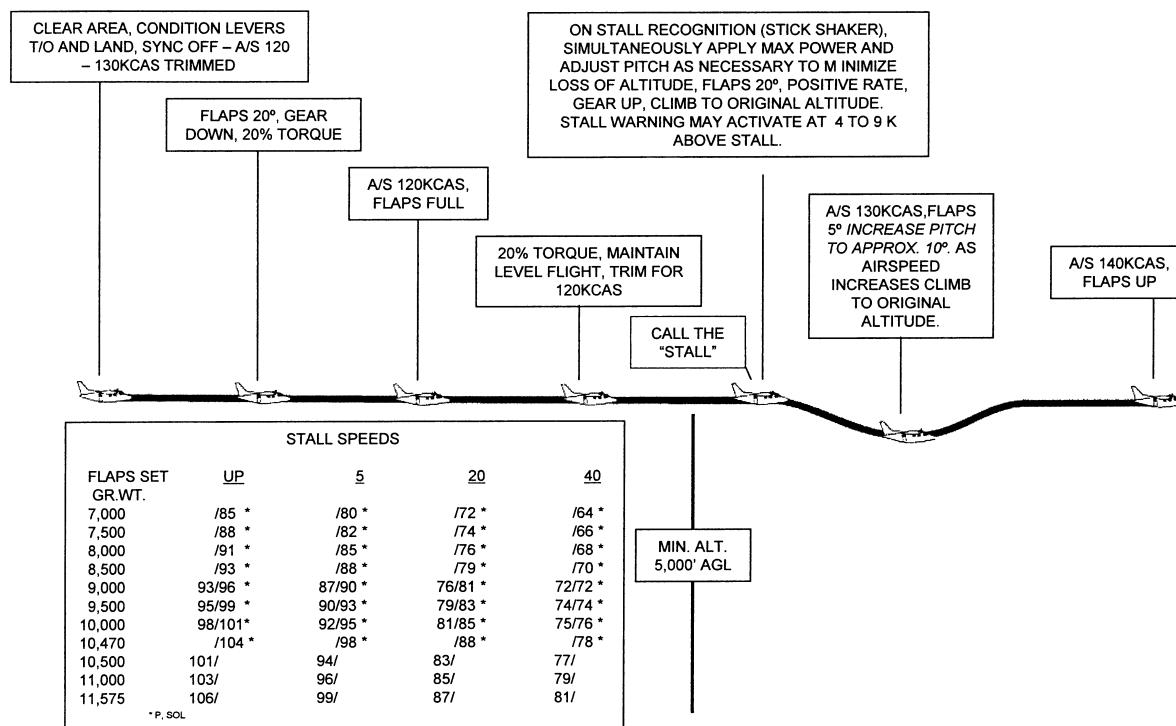 CLEAR AREA, CONDITION LEVERS
T/O AND LAND, SYNC OFF – A/S 120
– 130KCAS TRIMMED
FLAPS 20º, GEAR
DOWN, 20% TORQUE
A/S 120KCAS,
FLAPS FULL
20% TORQUE, MAINTAIN
LEVEL FLIGHT, TRIM FOR
120KCAS
CALL THE
“STALL”
ON STALL RECOGNITION (STICK SHAKER),
SIMULTANEOUSLY APPLY MAX POWER AND
ADJUST PITCH AS NECESSARY TO M INIMIZE
LOSS OF ALTITUDE, FLAPS 20º, POSITIVE RATE,
GEAR UP, CLIMB TO ORIGINAL ALTITUDE.
STALL WARNING MAY ACTIVATE AT 4 TO 9 K
ABOVE STALL.
A/S 130KCAS,FLAPS
5º INCREASE PITCH
TO APPROX. 10º. AS
AIRSPEED
INCREASES CLIMB
TO ORIGINAL
ALTITUDE.
A/S 140KCAS,
FLAPS UP
MIN. ALT.
5,000’ AGL
STALL SPEEDS
FLAPS SET UP 5 20 40
GR.WT.
7,000 /85 * /80 * /72 * /64 *
7,500 /88 * /82 * /74 * /66 *
8,000 /91 * /85 * /76 * /68 *
8,500 /93 * /88 * /79 * /70 *
9,000 93/96 * 87/90 * 76/81 * 72/72 *
9,500 95/99 * 90/93 * 79/83 * 74/74 *
10,000 98/101* 92/95 * 81/85 * 75/76 *
10,470 /104 * /98 * /88 * /78 *
10,500 101/ 94/ 83/ 77/
11,000 103/ 96/ 85/ 79/
11,575 106/ 99/ 87/ 81/
* P, SOL